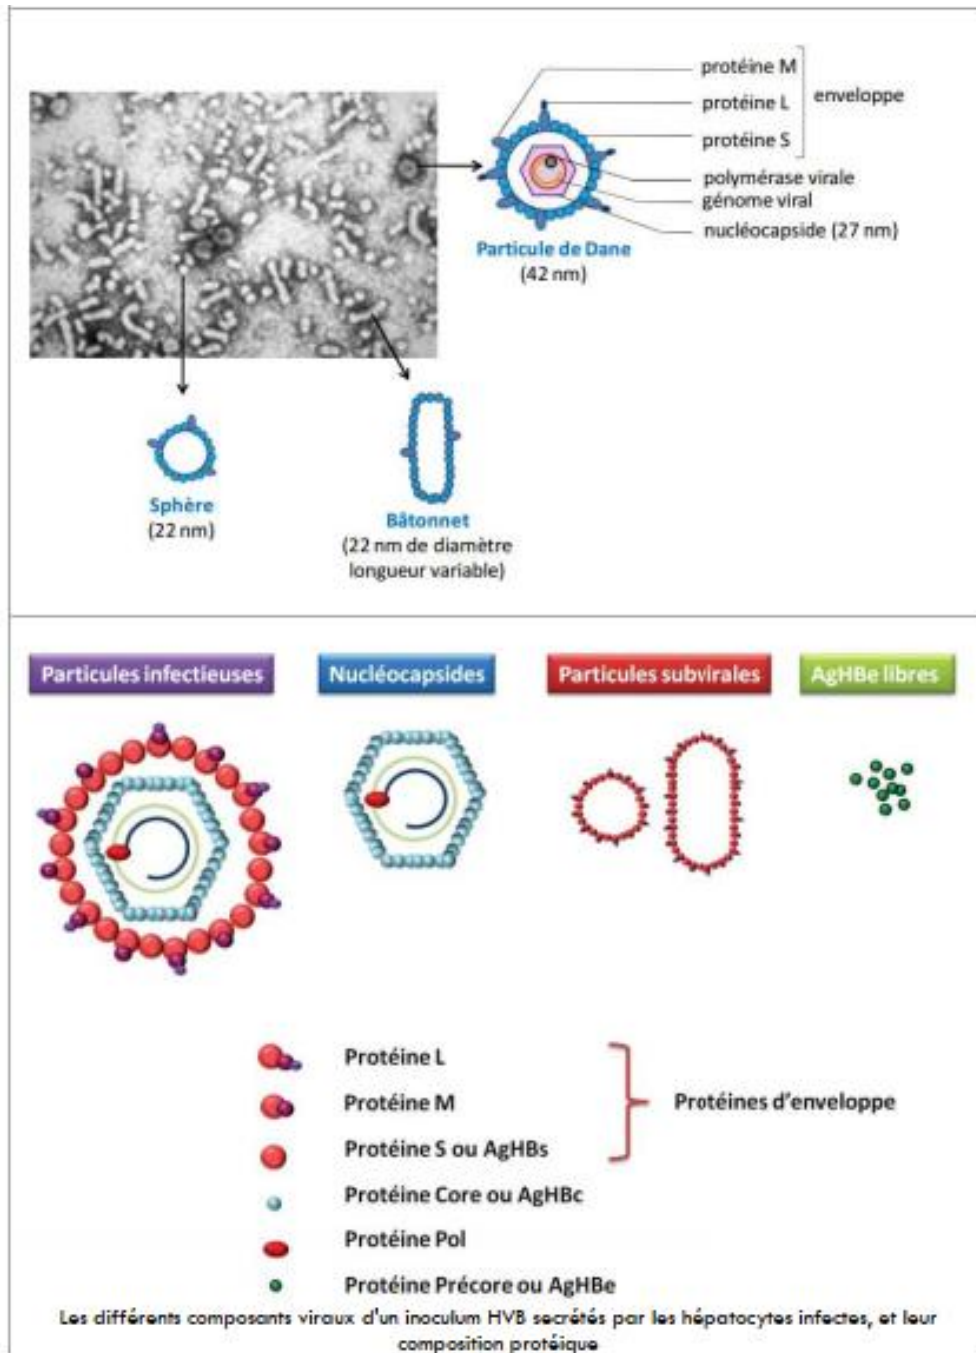 protéine M
protéine L
enveloppe
protéine S
polymérase virale
génome viral
nucléocapside (27 nm)
Particule de Dane
(42 nm)
Sphère
(22 nm)
Bâtonnet
(22 nm de diamètre
longueur variable)
Particules infectieuses
Nucléocapsides
Particules subvirales
AgHBe libres
Protéine L
Protéine M
Protéines d'enveloppe
Protéine S ou AgHBs
Protéine Core ou AgHBc
Protéine Pol
Protéine Précore ou AgHBe
Les différents composants viraux d'un inoculum HVB secrétés par les hépatocytes infectes, et leur
composition protéique